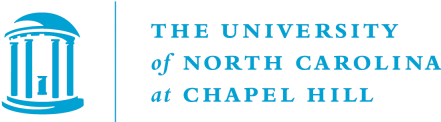 THE UNIVERSITY
of NORTH CAROLINA
at CHAPEL HILL